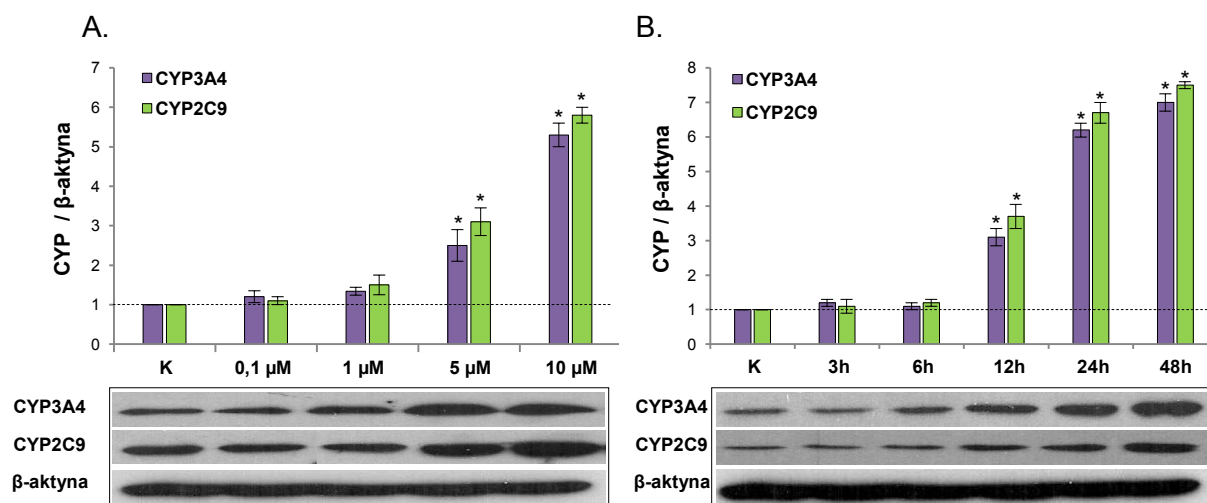 A.
CYP3A4
CYP2C9
CYP / β-aktyna
7
6
5
4
3
2
1
0
* *
* *
K 0,1 µM 1 µM 5 µM 10 µM
CYP3A4
CYP2C9
β-aktyna
B.
CYP3A4
CYP2C9
CYP / β-aktyna
8
7
6
5
4
3
2
1
0
* *
* *
* *
K 3h 6h 12h 24h 48h
CYP3A4
CYP2C9
β-aktyna